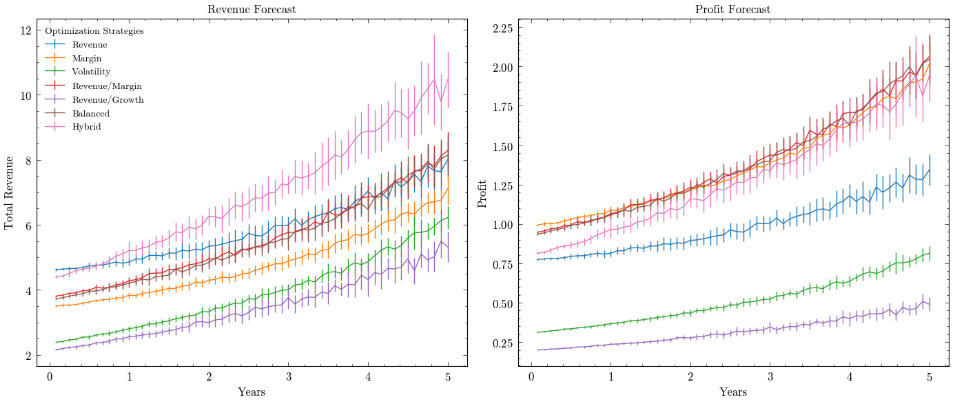 Revenue Forecast
Total Revenue
12
10
8
6
4
2
Optimization Strategies
Revenue
Margin
Volatility
Revenue/Margin
Revenue/Growth
Balanced
Hybrid
0 1 2 3 4 5
Years
Profit Forecast
Profit
2.25
2.00
1.75
1.50
1.25
1.00
0.75
0.50
0.25
0 1 2 3 4 5
Years